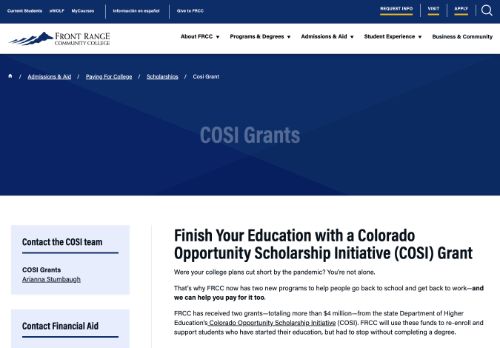 Current Students eWOLF MyCourses Información en español Give to FRCC REQUEST INFO VISIT APPLY
FRONT RANGE
COMMUNITY COLLEGE
About FRCC Programs & Degrees Admissions & Aid Student Experience Business & Community
/ Admissions & Aid / Paying For College / Scholarships / Cosi Grant
COSI Grants
Contact the COSI team
COSI Grants
Arianna Stumbaugh
Contact Financial Aid
Finish Your Education with a Colorado
Opportunity Scholarship Initiative (COSI) Grant
Were your college plans cut short by the pandemic? You're not alone.
That's why FRCC now has two new programs to help people go back to school and get back to work—and
we can help you pay for it too.
FRCC has received two grants—totaling more than $4 million—from the state Department of Higher
Education's Colorado Opportunity Scholarship Initiative (COSI). FRCC will use these funds to re-enroll and
support students who have started their education, but had to stop without completing a degree.